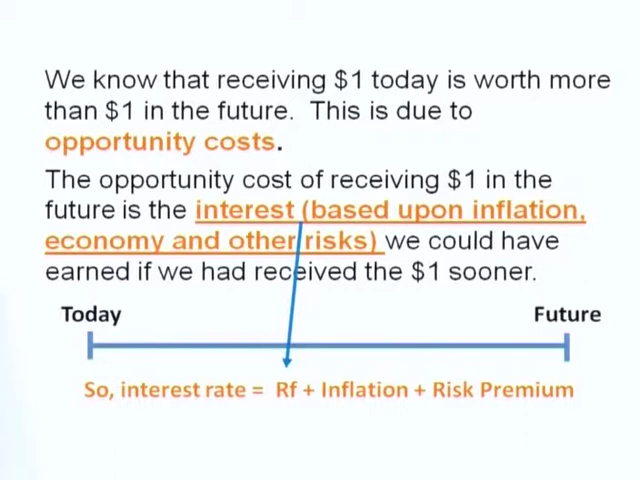 We know that receiving $1 today is worth more
than $1 in the future. This is due to
opportunity costs.
The opportunity cost of receiving $1 in the
future is the interest (based upon inflation,
economy and other risks) we could have
earned if we had received the $1 sooner.
Today Future
So, interest rate = Rf + Inflation + Risk Premium